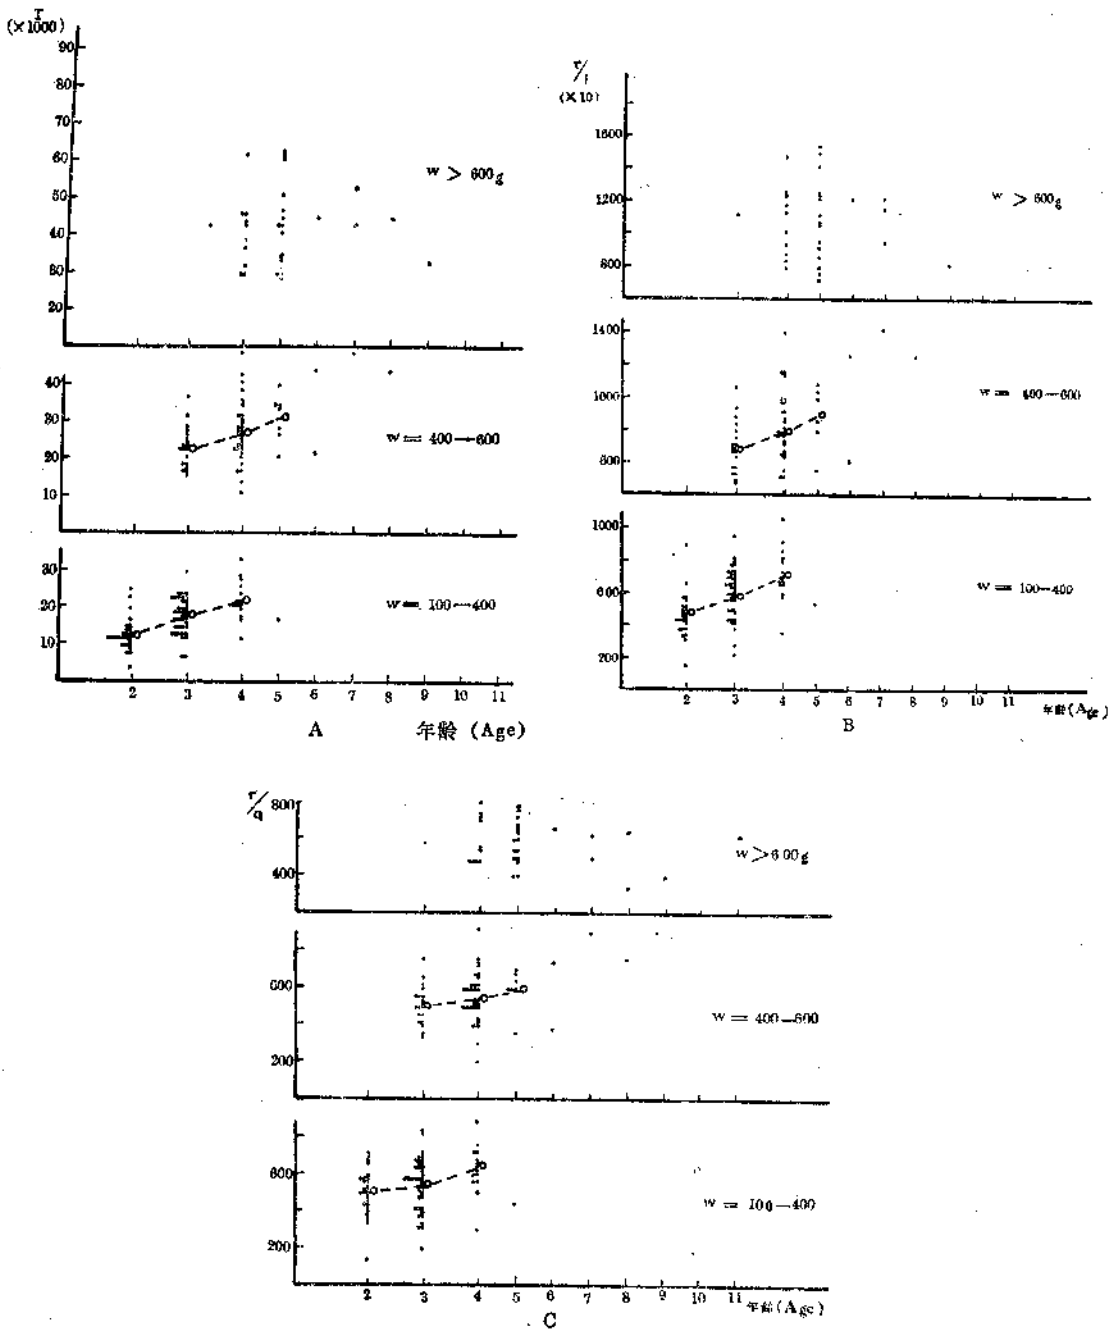 r
(×1000)
90
80
70
60
50
40
30
20
w > 600g
40
30
20
10
w = 400—600
30
20
10
w = 100—400
2 3 4 5 6 7 8 9 10 11
A 年龄 (Age)
r/l
(×10)
1600
1200
800
w > 600g
1400
1000
600
w = 400—600
1000
600
200
w = 100—400
2 3 4 5 6 7 8 9 10 11 年龄(Age)
B
r/q
800
400
w>600g
600
200
w = 400—600
600
200
w = 100—400
2 3 4 5 6 7 8 9 10 11 年龄(Age)
C